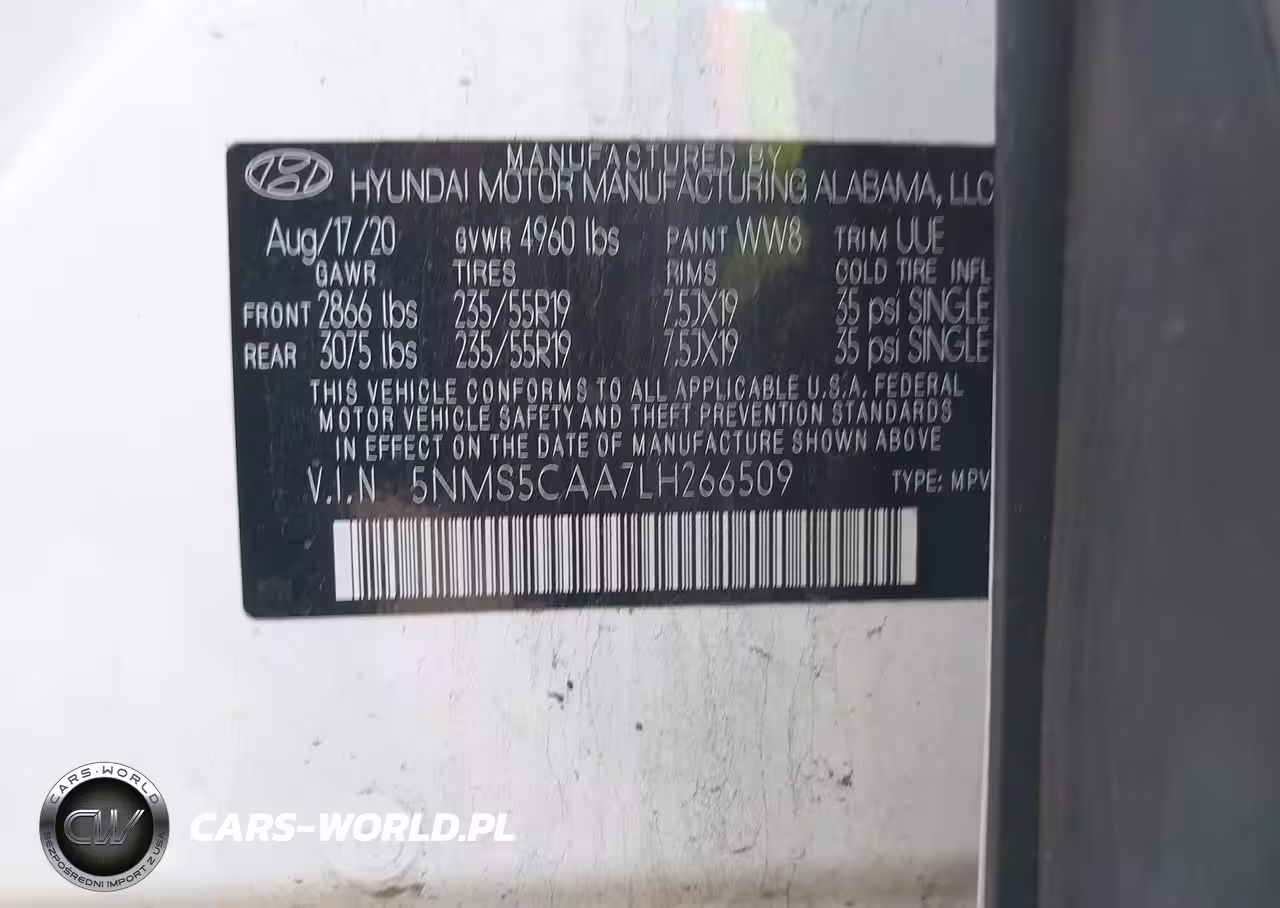 MANUFACTURED BY
HYUNDAI MOTOR MANUFACTURING ALABAMA, LLC
Aug/17/20 GVWR 4960 lbs PAINT WW8 TRIM UUE
GAWR TIRES RIMS COLD TIRE INFL
FRONT 2866 lbs 235/55R19 7,5JX19 35 psi SINGLE
REAR 3075 lbs 235/55R19 7,5JX19 35 psi SINGLE
THIS VEHICLE CONFORMS TO ALL APPLICABLE U.S.A. FEDERAL
MOTOR VEHICLE SAFETY AND THEFT PREVENTION STANDARDS
IN EFFECT ON THE DATE OF MANUFACTURE SHOWN ABOVE
V.I.N 5NMS5CAA7LH266509 TYPE: MPV
CARS-WORLD
CW
BEZPOŚREDNI IMPORT Z USA
CARS-WORLD.PL